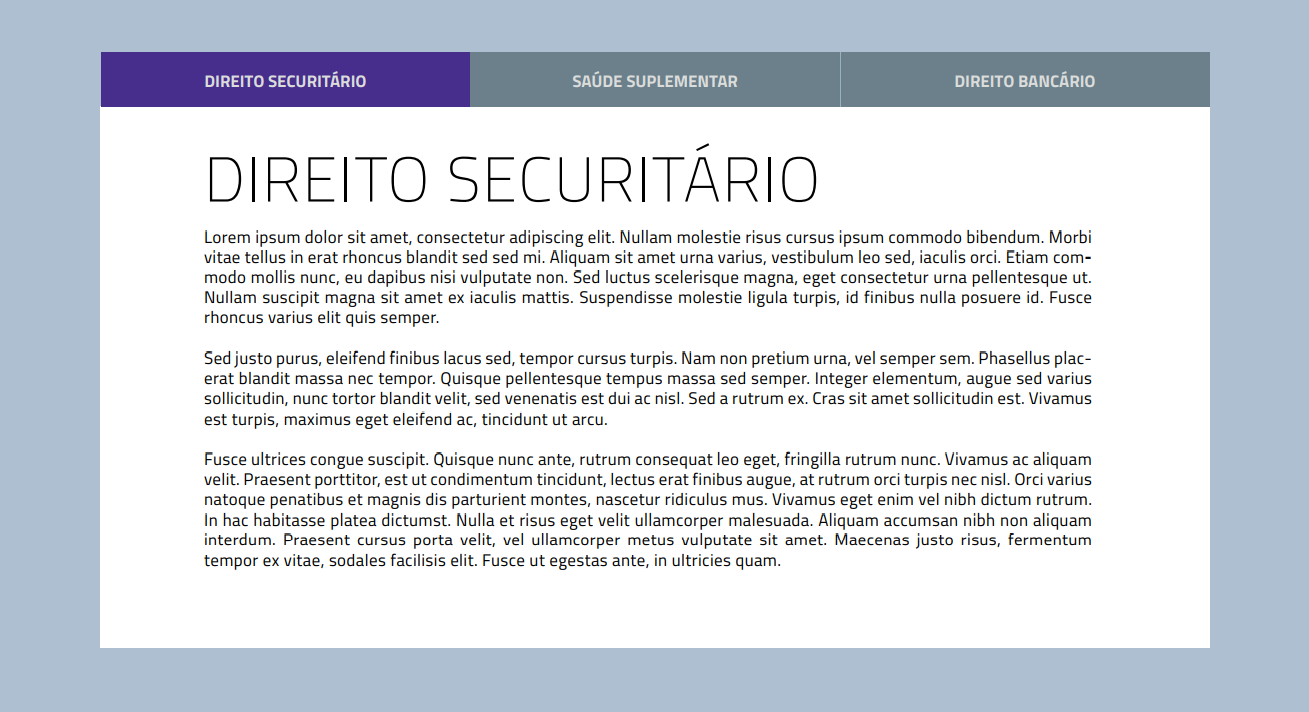 DIREITO SECURITÁRIO
SAÚDE SUPLEMENTAR
DIREITO BANCÁRIO
DIREITO SECURITÁRIO
Lorem ipsum dolor sit amet, consectetur adipiscing elit. Nullam molestie risus cursus ipsum commodo bibendum. Morbi
vitae tellus in erat rhoncus blandit sed sed mi. Aliquam sit amet urna varius, vestibulum leo sed, iaculis orci. Etiam com-
modo mollis nunc, eu dapibus nisi vulputate non. Sed luctus scelerisque magna, eget consectetur urna pellentesque ut.
Nullam suscipit magna sit amet ex iaculis mattis. Suspendisse molestie ligula turpis, id finibus nulla posuere id. Fusce
rhoncus varius elit quis semper.
Sed justo purus, eleifend finibus lacus sed, tempor cursus turpis. Nam non pretium urna, vel semper sem. Phasellus plac-
erat blandit massa nec tempor. Quisque pellentesque tempus massa sed semper. Integer elementum, augue sed varius
sollicitudin, nunc tortor blandit velit, sed venenatis est dui ac nisl. Sed a rutrum ex. Cras sit amet sollicitudin est. Vivamus
est turpis, maximus eget eleifend ac, tincidunt ut arcu.
Fusce ultrices congue suscipit. Quisque nunc ante, rutrum consequat leo eget, fringilla rutrum nunc. Vivamus ac aliquam
velit. Praesent porttitor, est ut condimentum tincidunt, lectus erat finibus augue, at rutrum orci turpis nec nisl. Orci varius
natoque penatibus et magnis dis parturient montes, nascetur ridiculus mus. Vivamus eget enim vel nibh dictum rutrum.
In hac habitasse platea dictumst. Nulla et risus eget velit ullamcorper malesuada. Aliquam accumsan nibh non aliquam
interdum. Praesent cursus porta velit, vel ullamcorper metus vulputate sit amet. Maecenas justo risus, fermentum
tempor ex vitae, sodales facilisis elit. Fusce ut egestas ante, in ultricies quam.